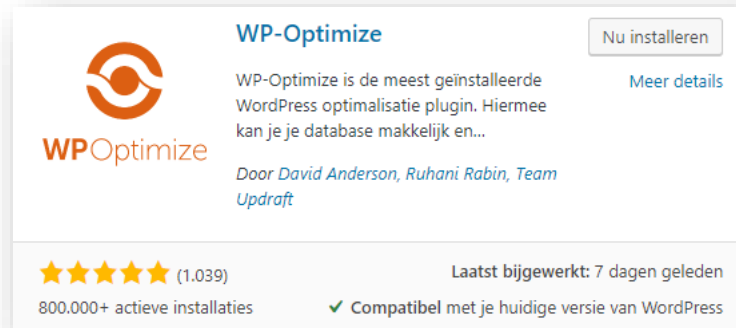 WP-Optimize
Nu installeren
WP-Optimize is de meest geïnstalleerde
WordPress optimalisatie plugin. Hiermee
kan je je database makkelijk en...
Meer details
WPOptimize
Door David Anderson, Ruhani Rabin, Team
Updraft
(1.039)
Laatst bijgewerkt: 7 dagen geleden
800.000+ actieve installaties
Compatibel met je huidige versie van WordPress